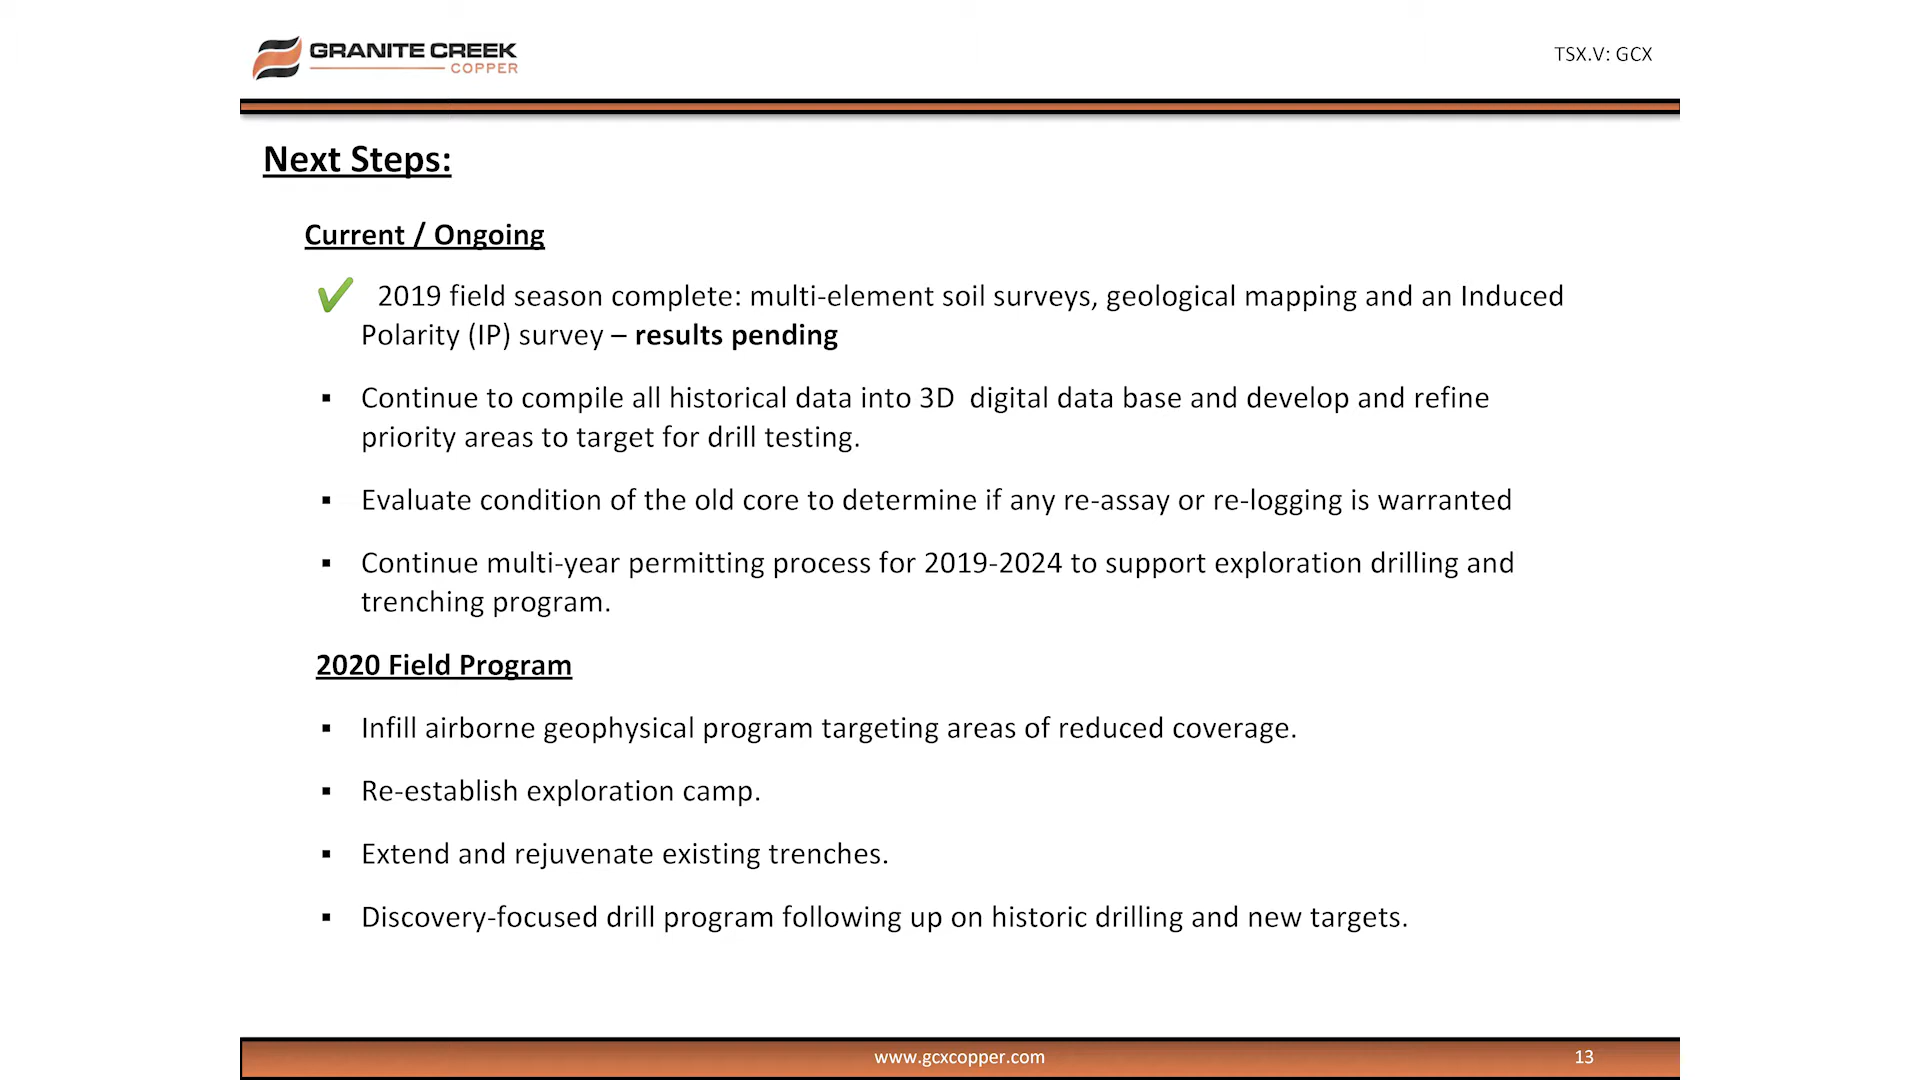 GRANITE CREEK
COPPER
TSX.V: GCX
Next Steps:
Current / Ongoing
✔ 2019 field season complete: multi-element soil surveys, geological mapping and an Induced
Polarity (IP) survey – results pending
▪ Continue to compile all historical data into 3D  digital data base and develop and refine
priority areas to target for drill testing.
▪ Evaluate condition of the old core to determine if any re-assay or re-logging is warranted
▪ Continue multi-year permitting process for 2019-2024 to support exploration drilling and
trenching program.
2020 Field Program
▪ Infill airborne geophysical program targeting areas of reduced coverage.
▪ Re-establish exploration camp.
▪ Extend and rejuvenate existing trenches.
▪ Discovery-focused drill program following up on historic drilling and new targets.
www.gcxcopper.com
13